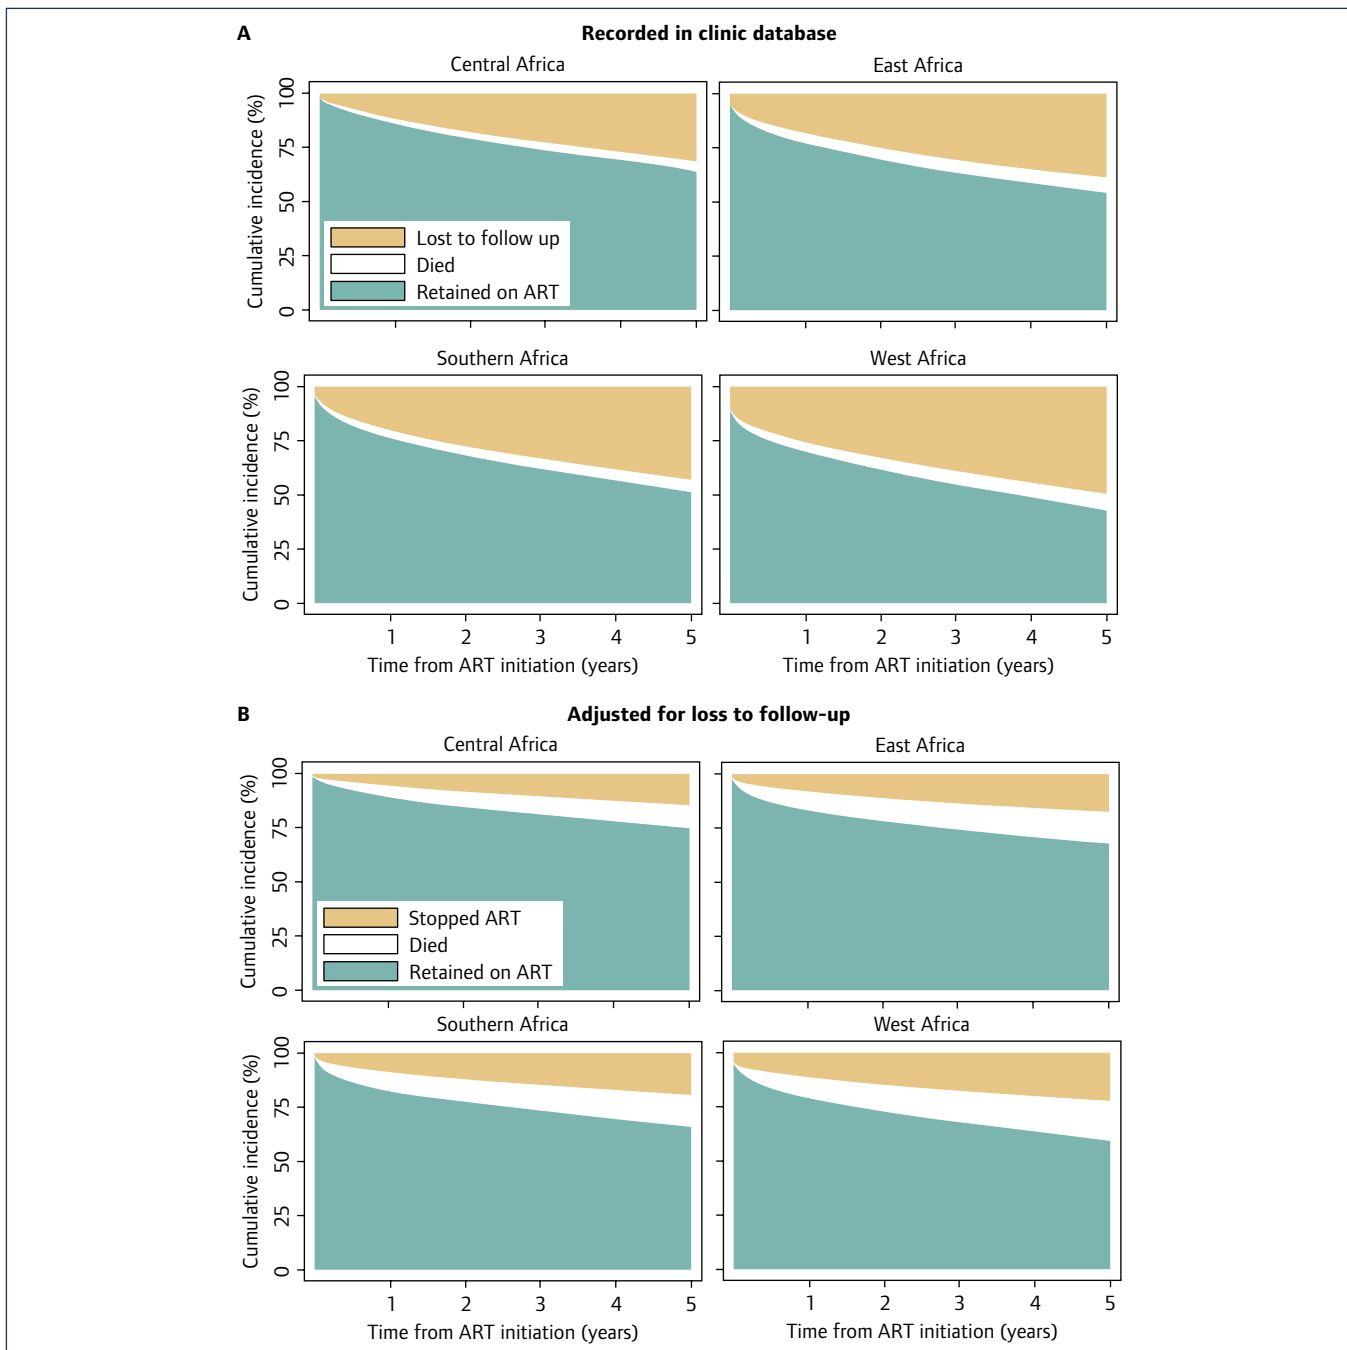 A
Recorded in clinic database
Central Africa
East Africa
Cumulative incidence (%)
100
75
50
25
0
Lost to follow up
Died
Retained on ART
Southern Africa
West Africa
Cumulative incidence (%)
100
75
50
25
0
1 2 3 4 5
1 2 3 4 5
Time from ART initiation (years)
Time from ART initiation (years)
B
Adjusted for loss to follow-up
Central Africa
East Africa
Cumulative incidence (%)
100
75
50
25
0
Stopped ART
Died
Retained on ART
Southern Africa
West Africa
Cumulative incidence (%)
100
75
50
25
0
1 2 3 4 5
1 2 3 4 5
Time from ART initiation (years)
Time from ART initiation (years)